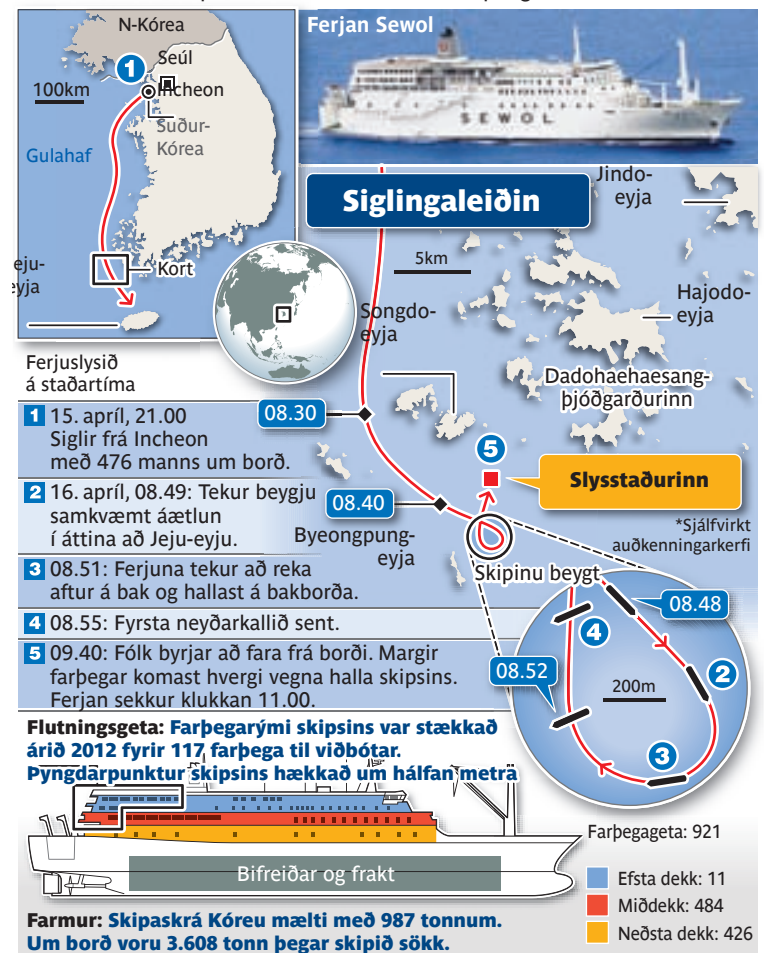 N-Kórea
Seúl
1
Incheon
100km
Suður-
Kórea
Gulahaf
Kort
eju-
eyja
Ferjan Sewol
SEWOL
Siglingaleiðin
Jindo-
eyja
5km
Hajodo-
eyja
Songdo-
eyja
Dadohaehaesang-
þjóðgarðurinn
08.30
5
Slysstaðurinn
08.40
Byeongpung-
eyja
*Sjálfvirkt
auðkenningarkerfi
Skipinu beygt
08.48
4
2
08.52
200m
3
Ferjuslysið
á staðartíma
1 15. apríl, 21.00
Siglir frá Incheon
með 476 manns um borð.
2 16. apríl, 08.49: Tekur beygju
samkvæmt áætlun
í áttina að Jeju-eyju.
3 08.51: Ferjuna tekur að reka
aftur á bak og hallast á bakborða.
4 08.55: Fyrsta neyðarkallið sent.
5 09.40: Fólk byrjar að fara frá borði. Margir
farþegar komast hvergi vegna halla skipsins.
Ferjan sekkur klukkan 11.00.
Flutningsgeta: Farþegarými skipsins var stækkað
árið 2012 fyrir 117 farþega til viðbótar.
Þyngdarpunktur skipsins hækkað um hálfan metra
Bifreiðar og frakt
Farþegageta: 921
Efsta dekk: 11
Miðdekk: 484
Neðsta dekk: 426
Farmur: Skipaskrá Kóreu mælti með 987 tonnum.
Um borð voru 3.608 tonn þegar skipið sökk.